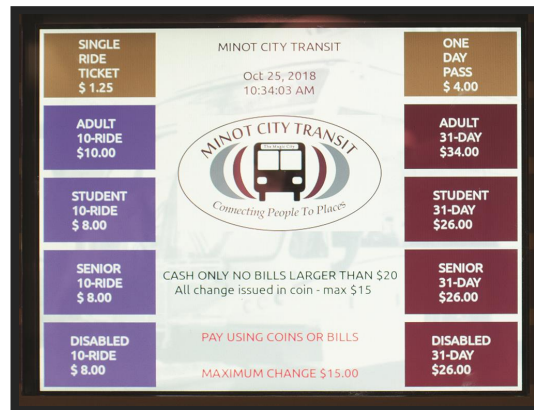 SINGLE
RIDE
TICKET
$ 1.25
ADULT
10-RIDE
$10.00
STUDENT
10-RIDE
$ 8.00
SENIOR
10-RIDE
$ 8.00
DISABLED
10-RIDE
$ 8.00
MINOT CITY TRANSIT
Oct 25, 2018
10:34:03 AM
MINOT CITY TRANSIT
The Magic City
Connecting People To Places
CASH ONLY NO BILLS LARGER THAN $20
All change issued in coin - max $15
PAY USING COINS OR BILLS
MAXIMUM CHANGE $15.00
ONE
DAY
PASS
$ 4.00
ADULT
31-DAY
$34.00
STUDENT
31-DAY
$26.00
SENIOR
31-DAY
$26.00
DISABLED
31-DAY
$26.00